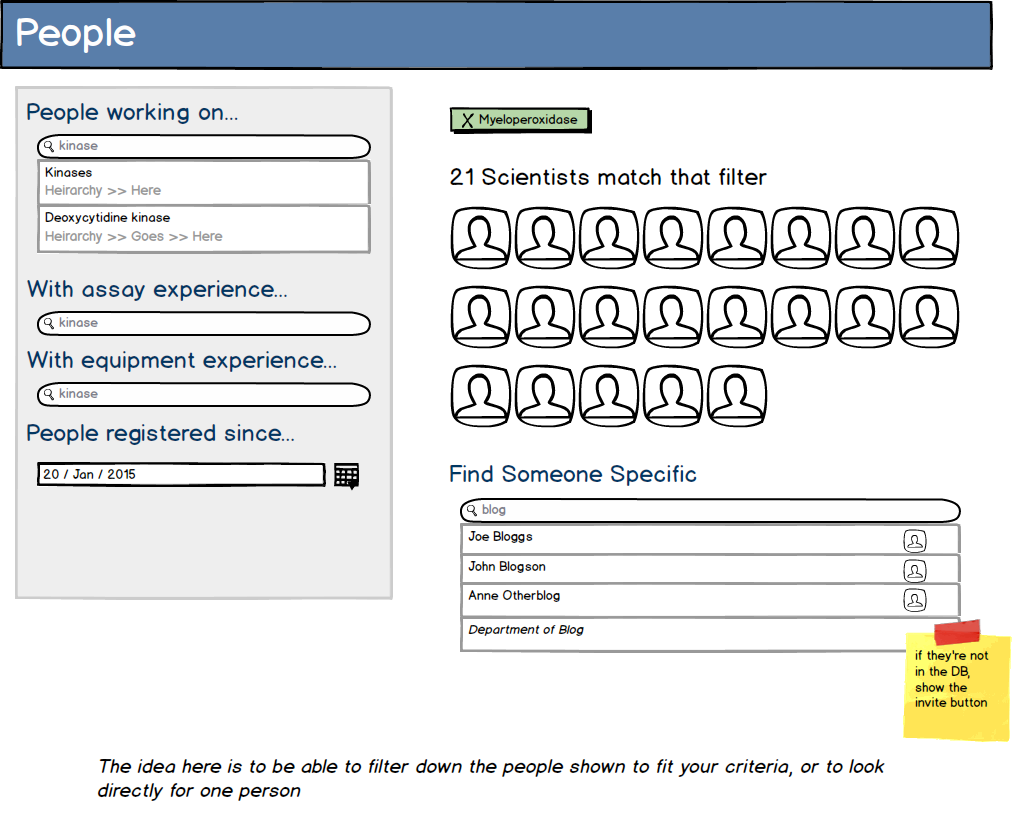 People
People working on...
kinase
Kinases
Heirarchy >> Here
Deoxycytidine kinase
Heirarchy >> Goes >> Here
With assay experience...
kinase
With equipment experience...
kinase
People registered since...
20 / Jan / 2015
X Myeloperoxidase
21 Scientists match that filter
Find Someone Specific
blog
Joe Bloggs
John Blogson
Anne Otherblog
Department of Blog
if they're not
in the DB,
show the
invite button
The idea here is to be able to filter down the people shown to fit your criteria, or to look
directly for one person